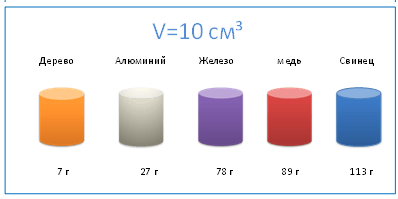 V=10 см³
Дерево Алюминий Железо медь Свинец
7 г 27 г 78 г 89 г 113 г